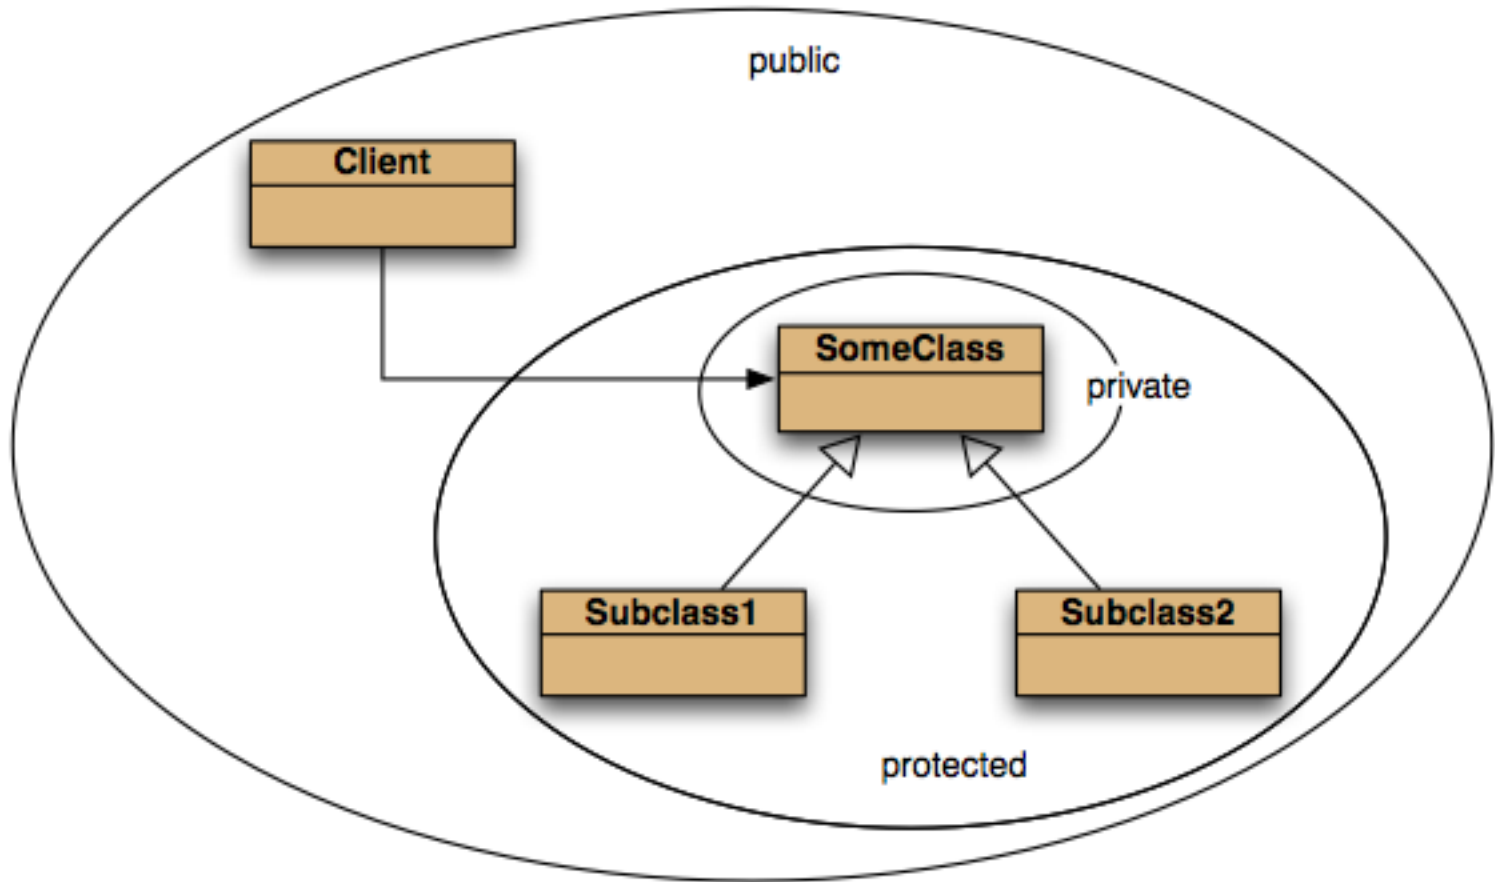 public
Client
SomeClass
private
Subclass1
Subclass2
protected